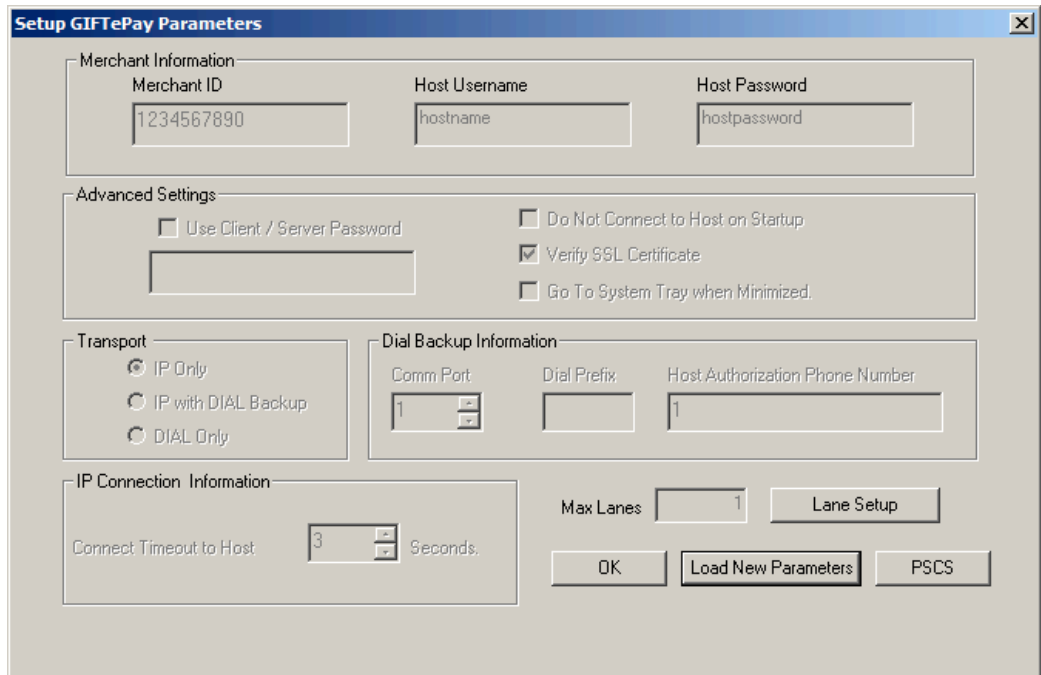 Setup GIFTePay Parameters
Merchant Information
Merchant ID Host Username Host Password
1234567890 hostname hostpassword
Advanced Settings
Use Client / Server Password
Do Not Connect to Host on Startup
Verify SSL Certificate
Go To System Tray when Minimized.
Transport
IP Only
IP with DIAL Backup
DIAL Only
Dial Backup Information
Comm Port Dial Prefix Host Authorization Phone Number
1 1
IP Connection Information
Connect Timeout to Host 3 Seconds.
Max Lanes 1 Lane Setup
OK Load New Parameters PSCS